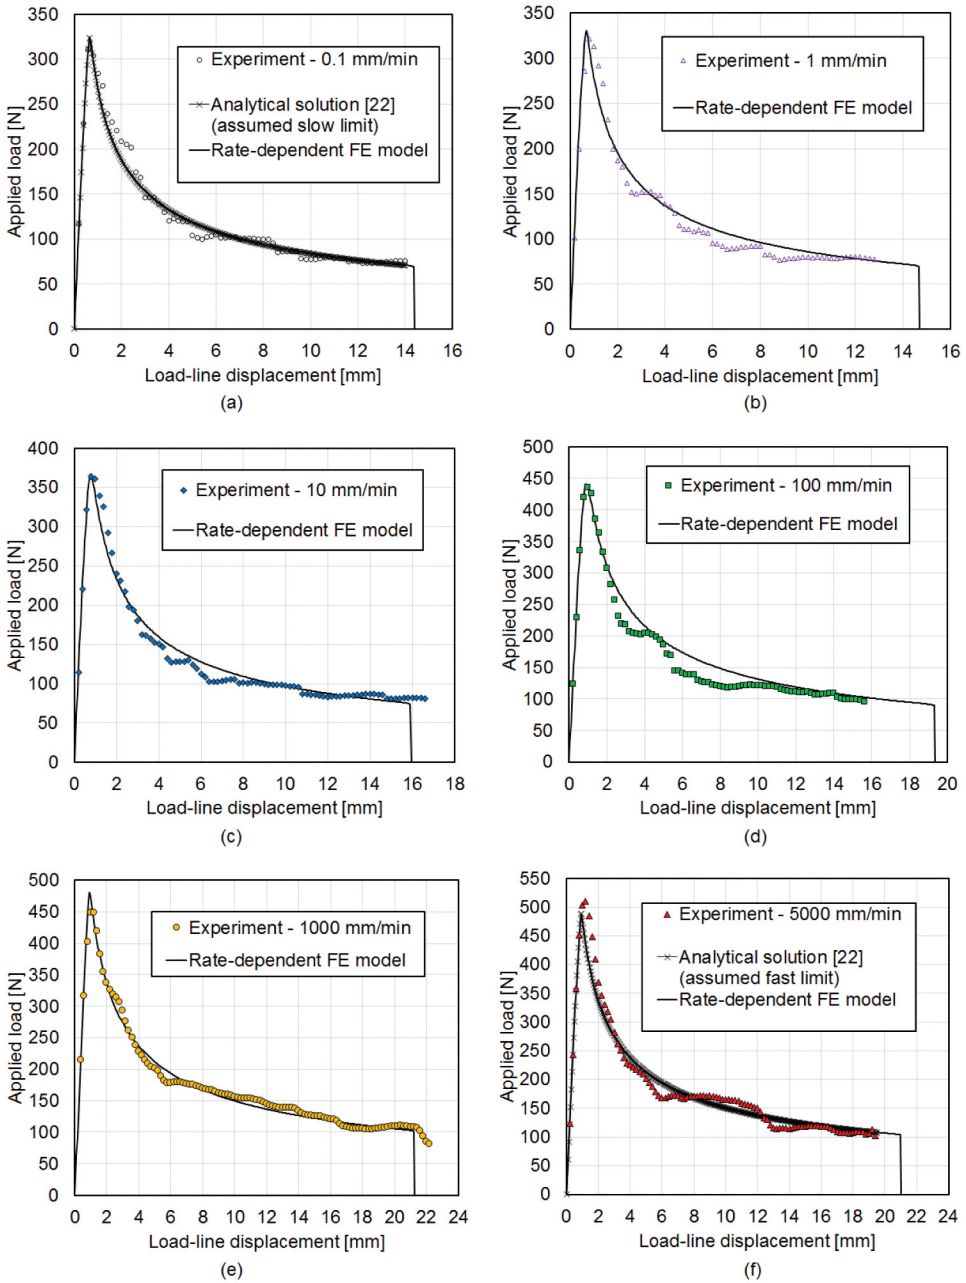 350
300
250
200
150
100
50
0
Applied load [N]
Experiment - 0.1 mm/min
Analytical solution [22]
(assumed slow limit)
Rate-dependent FE model
0 2 4 6 8 10 12 14 16
Load-line displacement [mm]
(a)
350
300
250
200
150
100
50
0
Applied load [N]
Experiment - 1 mm/min
Rate-dependent FE model
0 2 4 6 8 10 12 14 16
Load-line displacement [mm]
(b)
400
350
300
250
200
150
100
50
0
Applied load [N]
Experiment - 10 mm/min
Rate-dependent FE model
0 2 4 6 8 10 12 14 16 18
Load-line displacement [mm]
(c)
500
450
400
350
300
250
200
150
100
50
0
Applied load [N]
Experiment - 100 mm/min
Rate-dependent FE model
0 2 4 6 8 10 12 14 16 18 20
Load-line displacement [mm]
(d)
500
450
400
350
300
250
200
150
100
50
0
Applied load [N]
Experiment - 1000 mm/min
Rate-dependent FE model
0 2 4 6 8 10 12 14 16 18 20 22 24
Load-line displacement [mm]
(e)
550
500
450
400
350
300
250
200
150
100
50
0
Applied load [N]
Experiment - 5000 mm/min
Analytical solution [22]
(assumed fast limit)
Rate-dependent FE model
0 2 4 6 8 10 12 14 16 18 20 22 24
Load-line displacement [mm]
(f)